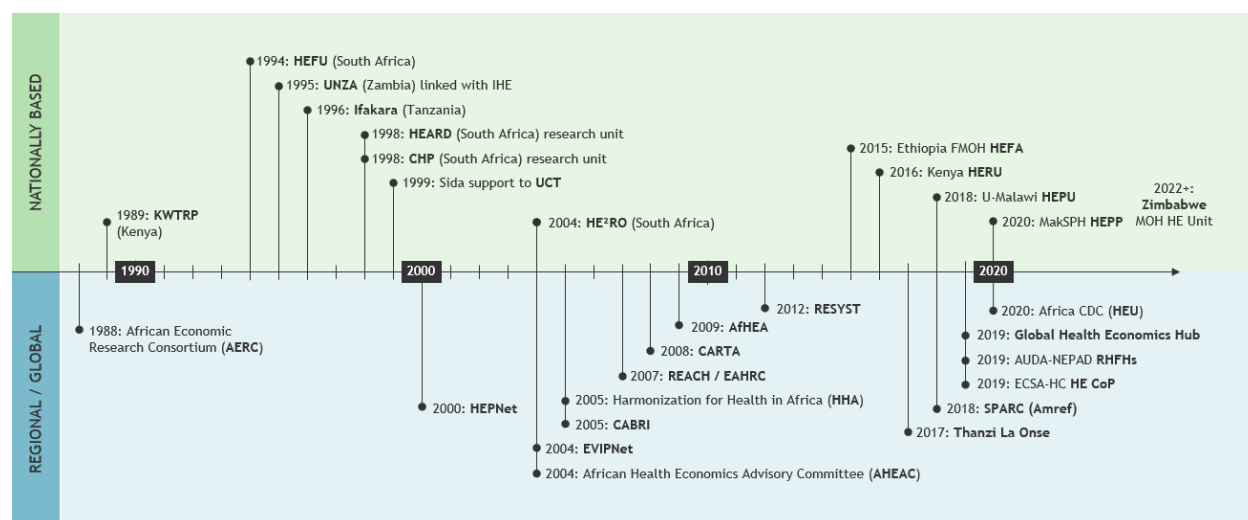 NATIONALLY BASED
1994: HEFU (South Africa)
1995: UNZA (Zambia) linked with IHE
1996: Ifakara (Tanzania)
1998: HEARD (South Africa) research unit
1998: CHP (South Africa) research unit
1999: Sida support to UCT
1989: KWTRP
(Kenya)
2004: HE²RO (South Africa)
2015: Ethiopia FMOH HEFA
2016: Kenya HERU
2018: U-Malawi HEPU
2020: MakSPH HEPP
2022+:
Zimbabwe
MOH HE Unit
1990
2000
2010
2020
REGIONAL / GLOBAL
1988: African Economic
Research Consortium (AERC)
2000: HEPNet
2012: RESYST
2009: AfHEA
2008: CARTA
2007: REACH / EAHRC
2005: Harmonization for Health in Africa (HHA)
2005: CABRI
2004: EVIPNet
2004: African Health Economics Advisory Committee (AHEAC)
2020: Africa CDC (HEU)
2019: Global Health Economics Hub
2019: AUDA-NEPAD RHFHs
2019: ECSA-HC HE CoP
2018: SPARC (Amref)
2017: Thanzi La Onse